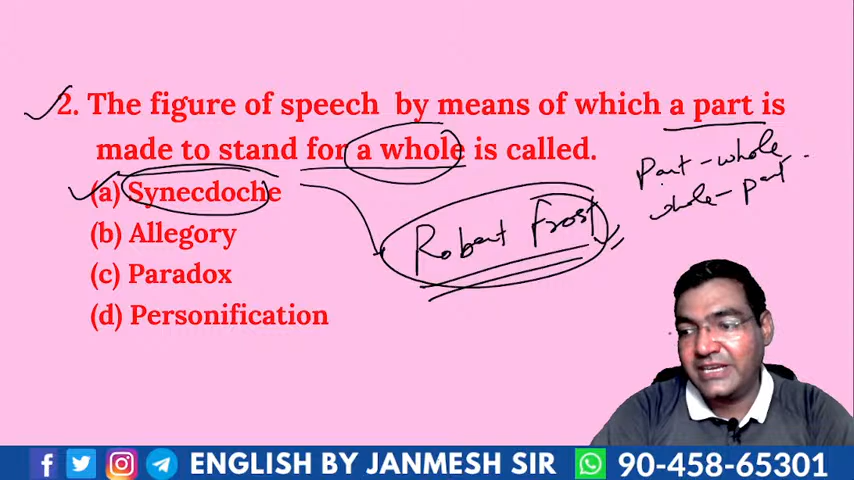 2. The figure of speech by means of which a part is
made to stand for a whole is called.
(a) Synecdoche
(b) Allegory
(c) Paradox
(d) Personification
Part - whole
whole - part
Robert Frost
ENGLISH BY JANMESH SIR 90-458-65301